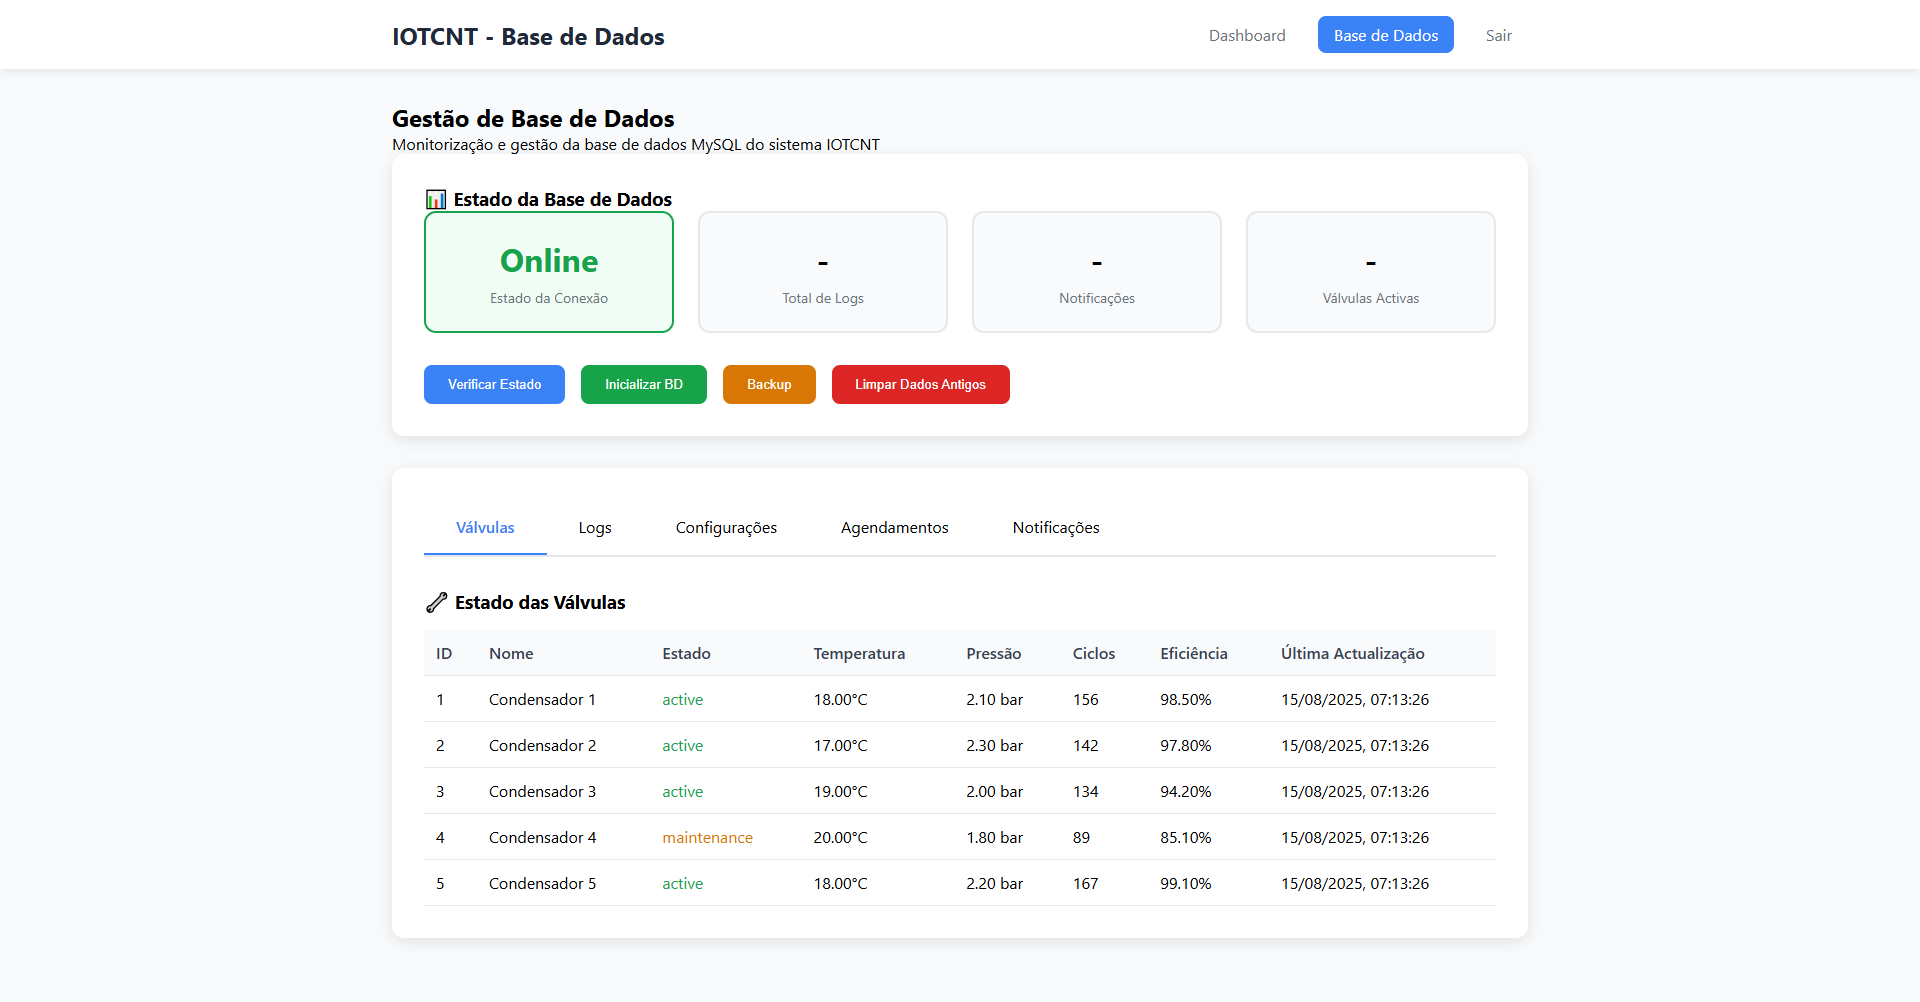 IOTCNT - Base de Dados
Dashboard
Base de Dados
Sair
Gestão de Base de Dados
Monitorização e gestão da base de dados MySQL do sistema IOTCNT
📊 Estado da Base de Dados
Online
Estado da Conexão
-
Total de Logs
-
Notificações
-
Válvulas Activas
Verificar Estado
Inicializar BD
Backup
Limpar Dados Antigos
Válvulas
Logs
Configurações
Agendamentos
Notificações
🔧 Estado das Válvulas
ID Nome Estado Temperatura Pressão Ciclos Eficiência Última Actualização
1 Condensador 1 active 18.00°C 2.10 bar 156 98.50% 15/08/2025, 07:13:26
2 Condensador 2 active 17.00°C 2.30 bar 142 97.80% 15/08/2025, 07:13:26
3 Condensador 3 active 19.00°C 2.00 bar 134 94.20% 15/08/2025, 07:13:26
4 Condensador 4 maintenance 20.00°C 1.80 bar 89 85.10% 15/08/2025, 07:13:26
5 Condensador 5 active 18.00°C 2.20 bar 167 99.10% 15/08/2025, 07:13:26